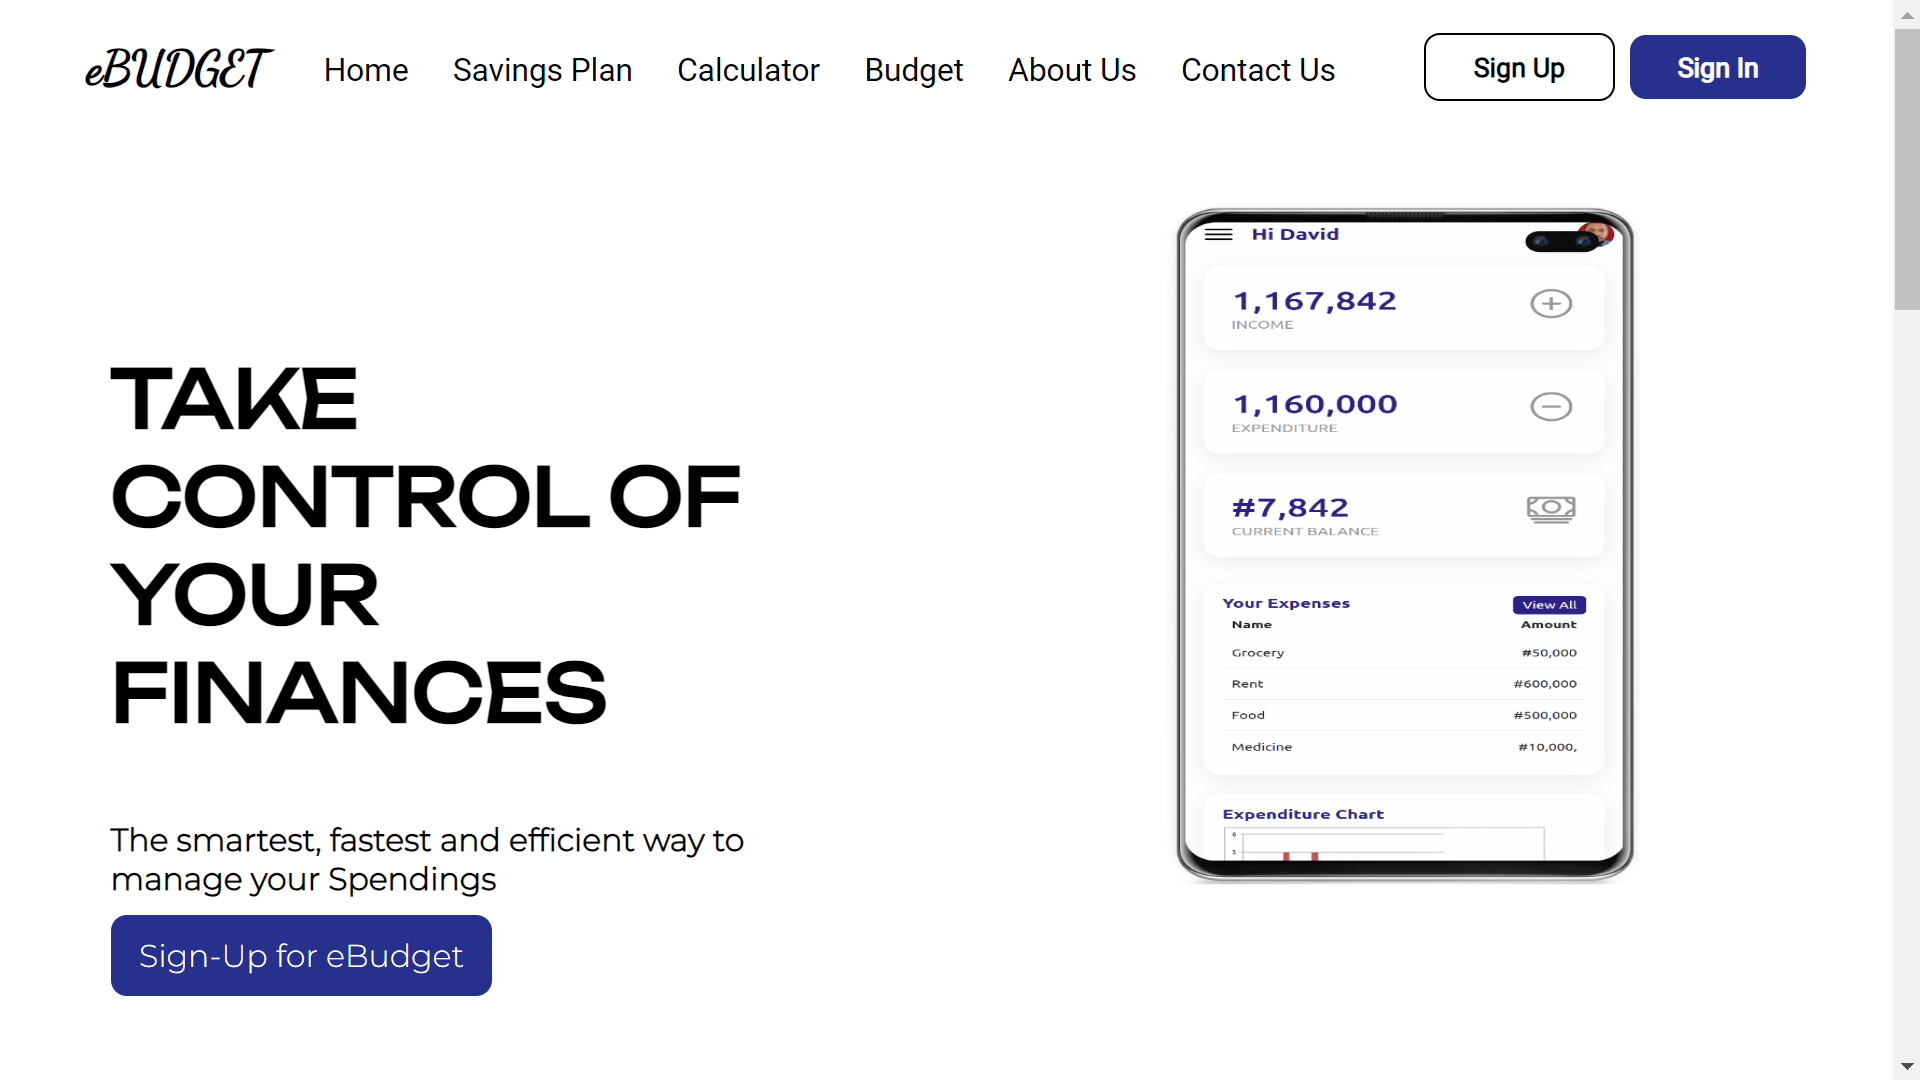 eBUDGET Home Savings Plan Calculator Budget About Us Contact Us Sign Up Sign In
TAKE
CONTROL OF
YOUR
FINANCES
The smartest, fastest and efficient way to
manage your Spendings
Sign-Up for eBudget
Hi David
1,167,842
INCOME
1,160,000
EXPENDITURE
#7,842
CURRENT BALANCE
Your Expenses View All
Name Amount
Grocery #50,000
Rent #600,000
Food #500,000
Medicine #10,000,
Expenditure Chart
6
5